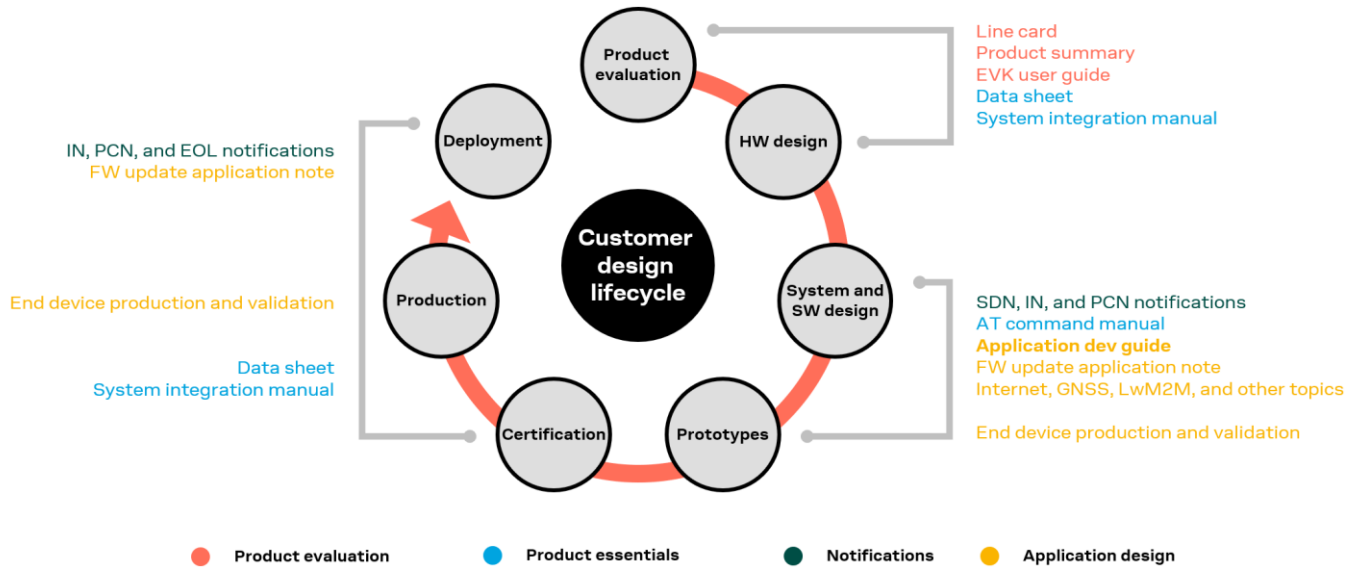 Product
evaluation
Line card
Product summary
EVK user guide
Data sheet
System integration manual
Deployment
HW design
IN, PCN, and EOL notifications
FW update application note
Customer
design
lifecycle
Production
System and
SW design
End device production and validation
SDN, IN, and PCN notifications
AT command manual
Application dev guide
FW update application note
Internet, GNSS, LwM2M, and other topics
End device production and validation
Data sheet
System integration manual
Certification
Prototypes
Product evaluation
Product essentials
Notifications
Application design